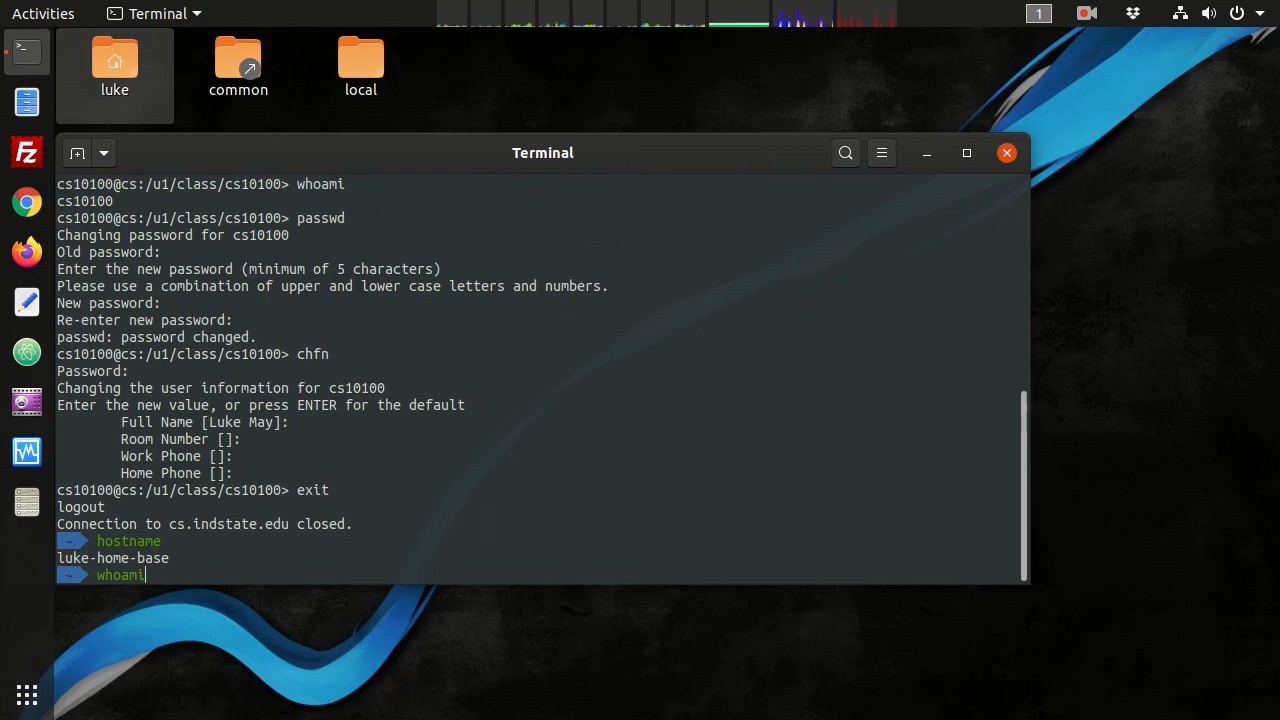 Activities
Terminal
1
luke
common
local
Terminal
cs10100@cs:/u1/class/cs10100> whoami
cs10100
cs10100@cs:/u1/class/cs10100> passwd
Changing password for cs10100
Old password:
Enter the new password (minimum of 5 characters)
Please use a combination of upper and lower case letters and numbers.
New password:
Re-enter new password:
passwd: password changed.
cs10100@cs:/u1/class/cs10100> chfn
Password:
Changing the user information for cs10100
Enter the new value, or press ENTER for the default
Full Name [Luke May]:
Room Number []:
Work Phone []:
Home Phone []:
cs10100@cs:/u1/class/cs10100> exit
logout
Connection to cs.indstate.edu closed.
~ hostname
luke-home-base
~ whoami
Fz